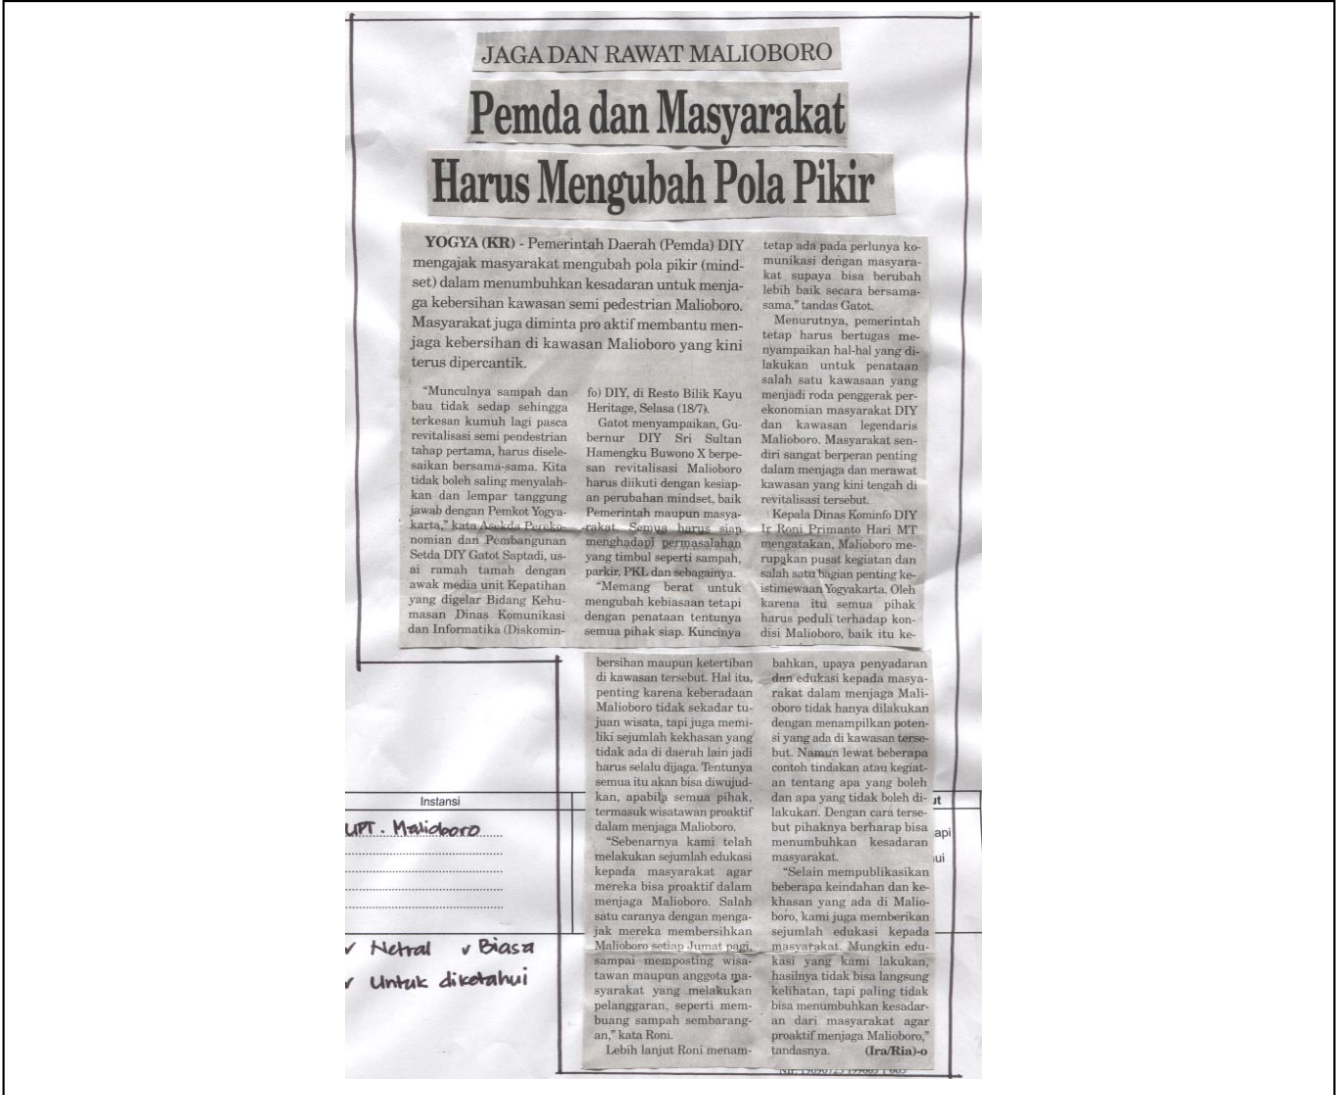 JAGA DAN RAWAT MALIOBORO
Pemda dan Masyarakat
Harus Mengubah Pola Pikir
YOGYA (KR) - Pemerintah Daerah (Pemda) DIY
mengajak masyarakat mengubah pola pikir (mind-
set) dalam menumbuhkan kesadaran untuk menja-
ga kebersihan kawasan semi pedestrian Malioboro.
Masyarakat juga diminta pro aktif membantu men-
jaga kebersihan di kawasan Malioboro yang kini
terus dipercantik.
"Munculnya sampah dan
bau tidak sedap sehingga
terkesan kumuh lagi pasca
revitalisasi semi pendestrian
tahap pertama, harus disele-
saikan bersama-sama. Kita
tidak boleh saling menyalah-
kan dan lempar tanggung
jawab dengan Pemkot Yogya-
karta," kata Asekda Pereko-
nomian dan Pembangunan
Setda DIY Gatot Saptadi, us-
ai ramah tamah dengan
awak media unit Kepatihan
yang digelar Bidang Kehu-
masan Dinas Komunikasi
dan Informatika (Diskomin-
fo) DIY, di Resto Bilik Kayu
Heritage, Selasa (18/7).
Gatot menyampaikan, Gu-
bernur DIY Sri Sultan
Hamengku Buwono X berpe-
san revitalisasi Malioboro
harus diikuti dengan kesiap-
an perubahan mindset, baik
Pemerintah maupun masya-
rakat. Semua harus siap
menghadapi permasalahan
yang timbul seperti sampah,
parkir, PKL dan sebagainya.
"Memang berat untuk
mengubah kebiasaan tetapi
dengan penataan tentunya
semua pihak siap. Kuncinya
tetap ada pada perlunya ko-
munikasi dengan masyara-
kat supaya bisa berubah
lebih baik secara bersama-
sama," tandas Gatot.
Menurutnya, pemerintah
tetap harus bertugas me-
nyampaikan hal-hal yang di-
lakukan untuk penataan
salah satu kawasaan yang
menjadi roda penggerak per-
ekonomian masyarakat DIY
dan kawasan legendaris
Malioboro. Masyarakat sen-
diri sangat berperan penting
dalam menjaga dan merawat
kawasan yang kini tengah di
revitalisasi tersebut.
Kepala Dinas Kominfo DIY
Ir Roni Primanto Hari MT
mengatakan, Malioboro me-
rupakan pusat kegiatan dan
salah satu bagian penting ke-
istimewaan Yogyakarta. Oleh
karena itu semua pihak
harus peduli terhadap kon-
disi Malioboro, baik itu ke-
bersihan maupun ketertiban
di kawasan tersebut. Hal itu,
penting karena keberadaan
Malioboro tidak sekadar tu-
juan wisata, tapi juga memi-
liki sejumlah kekhasan yang
tidak ada di daerah lain jadi
harus selalu dijaga. Tentunya
semua itu akan bisa diwujud-
kan, apabila semua pihak,
termasuk wisatawan proaktif
dalam menjaga Malioboro.
"Sebenarnya kami telah
melakukan sejumlah edukasi
kepada masyarakat agar
mereka bisa proaktif dalam
menjaga Malioboro. Salah
satu caranya dengan menga-
jak mereka membersihkan
Malioboro setiap Jumat pagi,
sampai memposting wisa-
tawan maupun anggota ma-
syarakat yang melakukan
pelanggaran, seperti mem-
buang sampah sembarang-
an," kata Roni.
Lebih lanjut Roni menam-
bahkan, upaya penyadaran
dan edukasi kepada masya-
rakat dalam menjaga Mali-
oboro tidak hanya dilakukan
dengan menampilkan poten-
si yang ada di kawasan terse-
but. Namun lewat beberapa
contoh tindakan atau kegiat-
an tentang apa yang boleh
dan apa yang tidak boleh di-
lakukan. Dengan cara terse-
but pihaknya berharap bisa
menumbuhkan kesadaran
masyarakat.
"Selain mempublikasikan
beberapa keindahan dan ke-
khasan yang ada di Malio-
boro, kami juga memberikan
sejumlah edukasi kepada
masyarakat. Mungkin edu-
kasi yang kami lakukan,
hasilnya tidak bisa langsung
kelihatan, tapi paling tidak
bisa menumbuhkan kesadar-
an dari masyarakat agar
proaktif menjaga Malioboro,"
tandasnya. (Ira/Ria)-o
Instansi
UPT. Malioboro
v Netral v Biasa
v Untuk diketahui